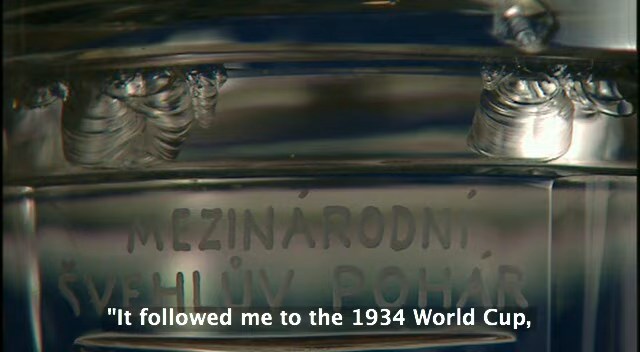 MEZINÁRODNÍ
ŠVEHLŮV POHÁR
"It followed me to the 1934 World Cup,